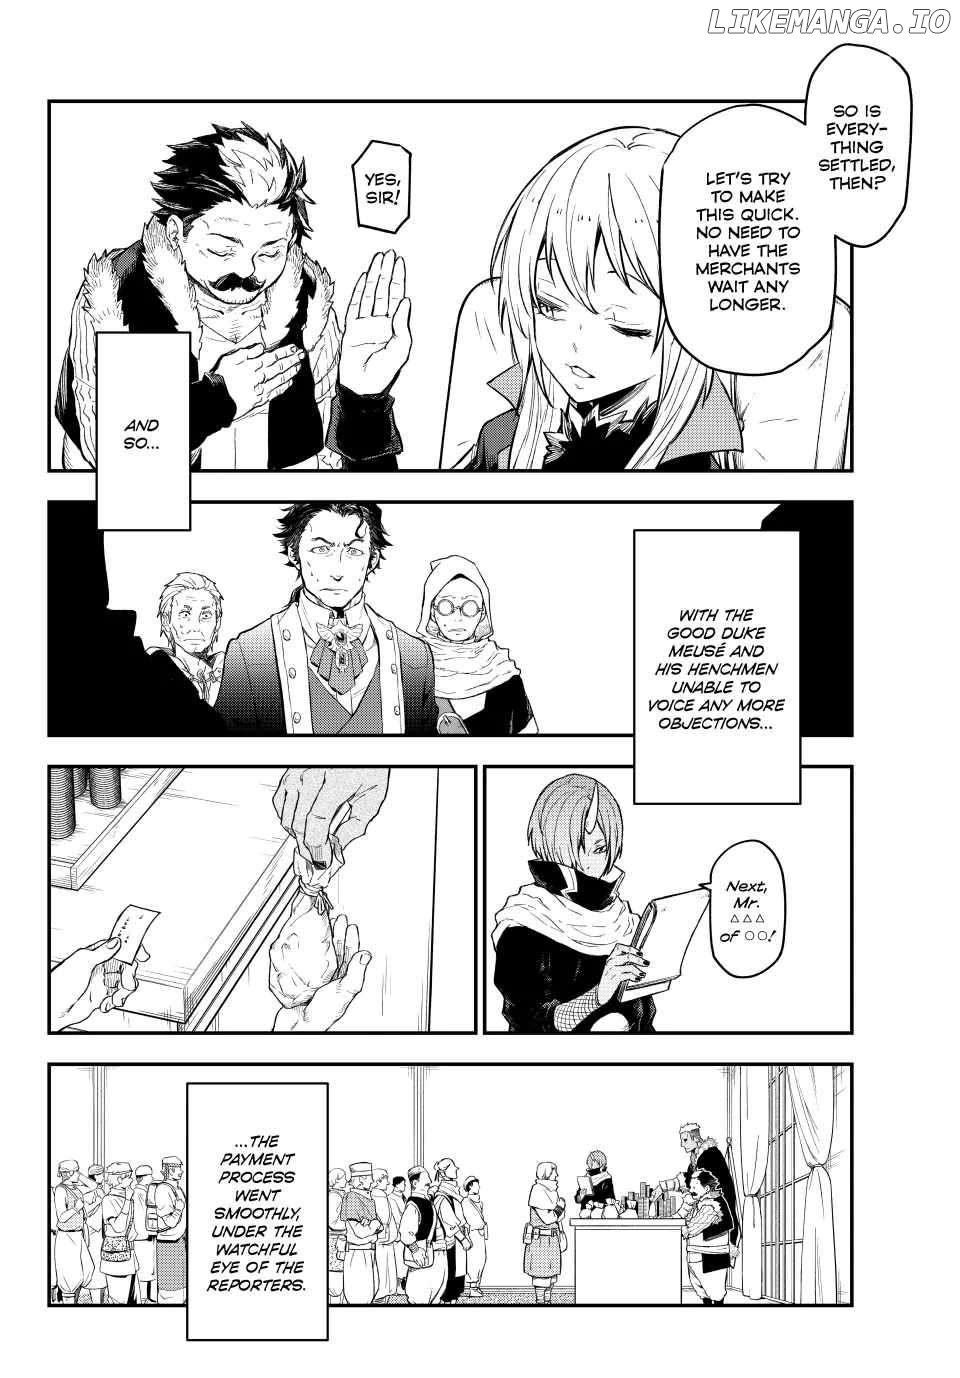 LIKEMANGA.IO
SO IS
EVERY-
THING
SETTLED,
THEN?
LET'S TRY
TO MAKE
THIS QUICK.
NO NEED TO
HAVE THE
MERCHANTS
WAIT ANY
LONGER.
YES,
SIR!
AND
SO...
WITH THE
GOOD DUKE
MEUSÉ AND
HIS HENCHMEN
UNABLE TO
VOICE ANY MORE
OBJECTIONS...
Next,
Mr.
△△△
of ○○!
...THE
PAYMENT
PROCESS
WENT
SMOOTHLY,
UNDER THE
WATCHFUL
EYE OF THE
REPORTERS.